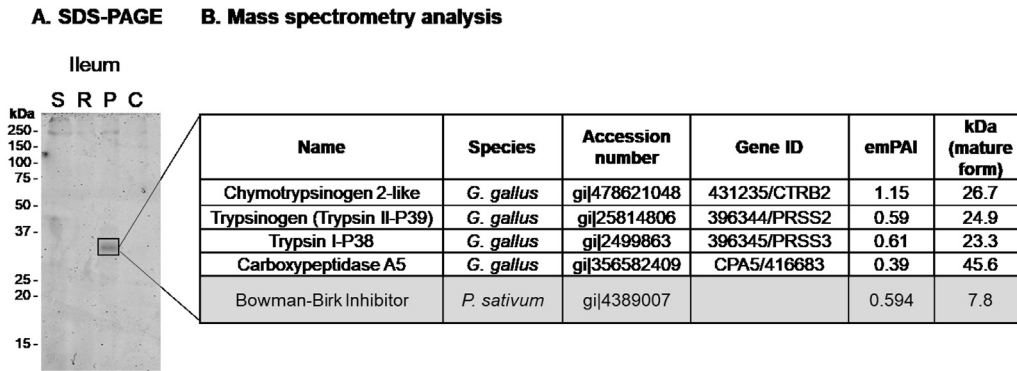 A. SDS-PAGE B. Mass spectrometry analysis
Ileum
S R P C
kDa
250 -
150 -
100 -
75 -
50 -
37 -
25 -
20 -
15 -
Name Species Accession number Gene ID emPAI kDa (mature form)
Chymotrypsinogen 2-like G. gallus gi|478621048 431235/CTRB2 1.15 26.7
Trypsinogen (Trypsin II-P39) G. gallus gi|25814806 396344/PRSS2 0.59 24.9
Trypsin I-P38 G. gallus gi|2499863 396345/PRSS3 0.61 23.3
Carboxypeptidase A5 G. gallus gi|356582409 CPA5/416683 0.39 45.6
Bowman-Birk Inhibitor P. sativum gi|4389007 0.594 7.8